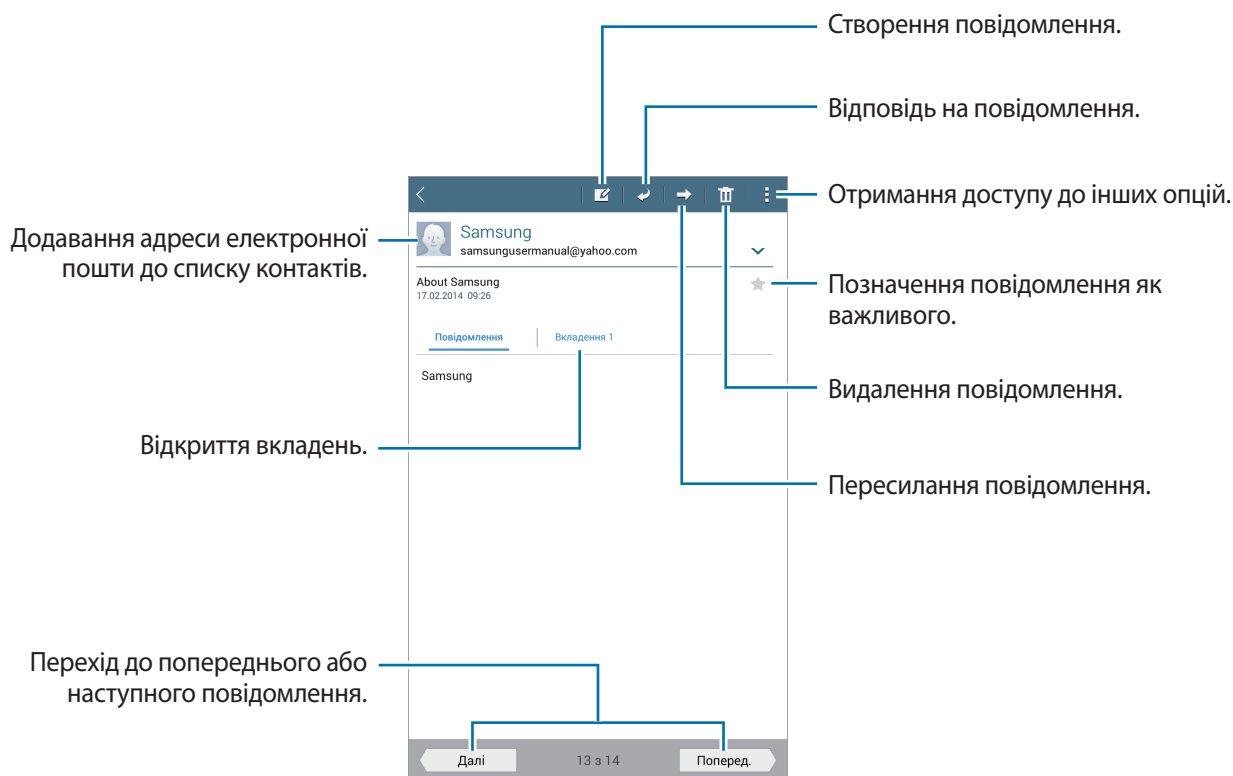 Створення повідомлення.
Відповідь на повідомлення.
Отримання доступу до інших опцій.
Додавання адреси електронної
пошти до списку контактів.
Samsung
samsungusermanual@yahoo.com
About Samsung
17.02.2014 09:26
Позначення повідомлення як
важливого.
Повідомлення
Вкладення 1
Samsung
Видалення повідомлення.
Відкриття вкладень.
Пересилання повідомлення.
Перехід до попереднього або
наступного повідомлення.
Далі
13 з 14
Поперед.